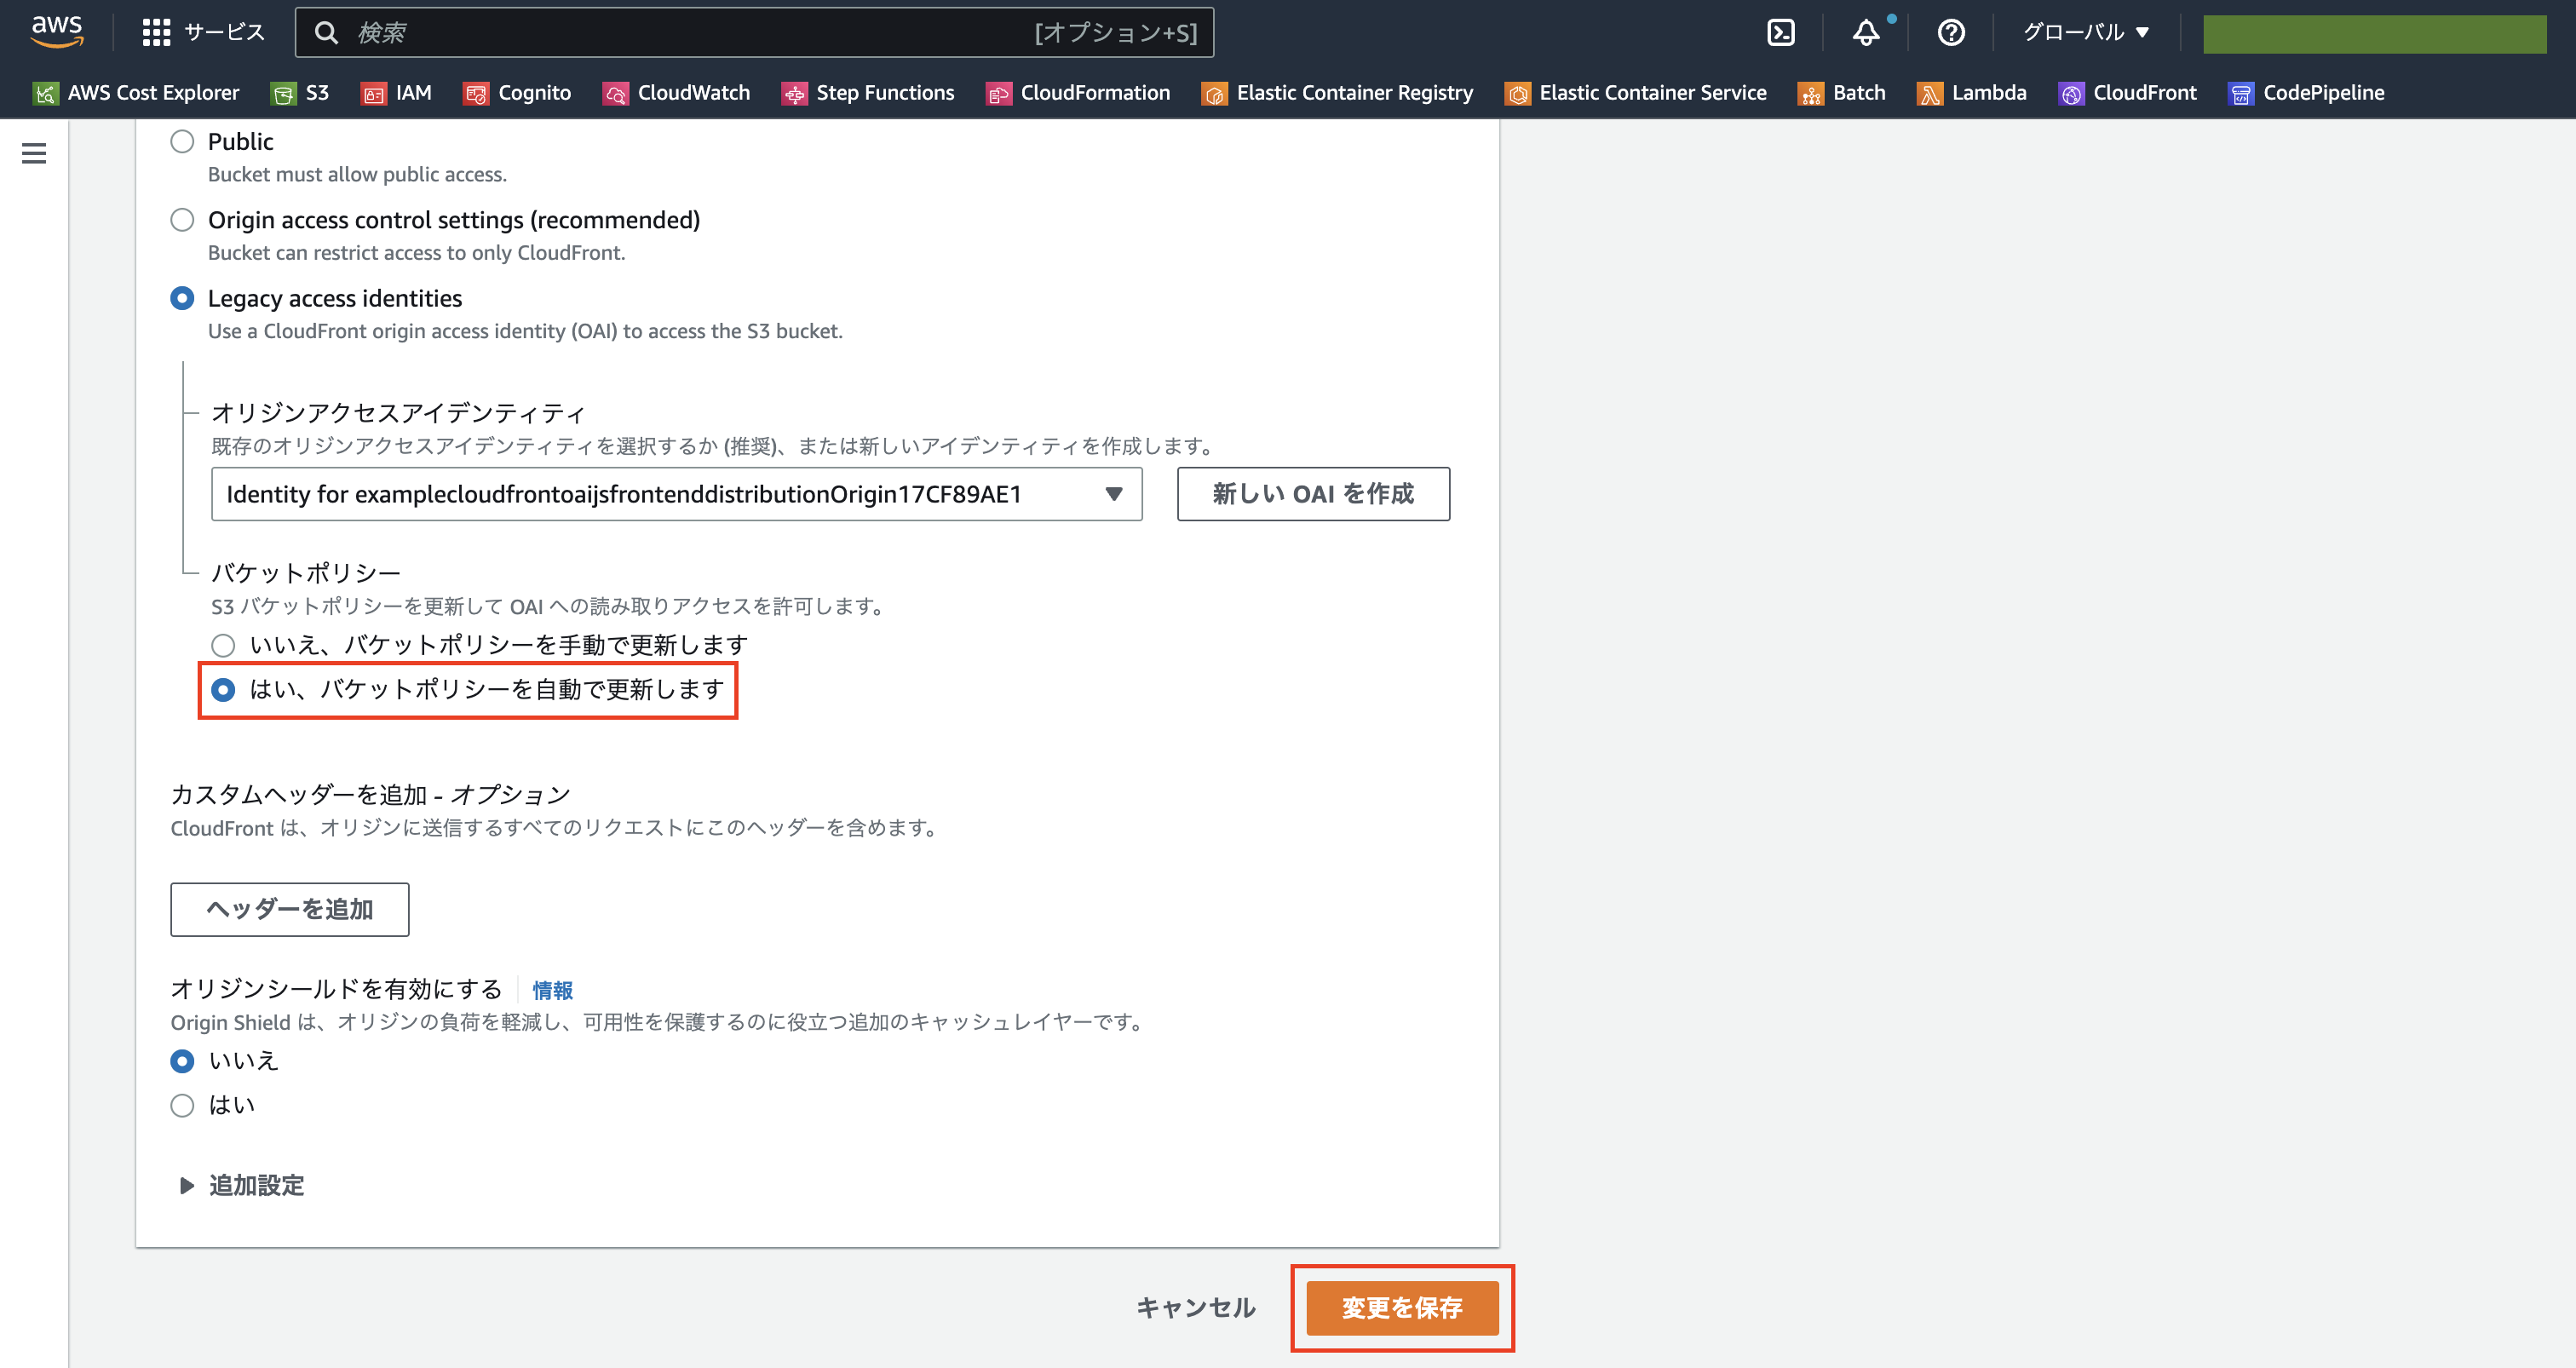 aws サービス 検索 [オプション+S] グローバル ▼
AWS Cost Explorer S3 IAM Cognito CloudWatch Step Functions CloudFormation Elastic Container Registry Elastic Container Service Batch Lambda CloudFront CodePipeline
Public
Bucket must allow public access.
Origin access control settings (recommended)
Bucket can restrict access to only CloudFront.
Legacy access identities
Use a CloudFront origin access identity (OAI) to access the S3 bucket.
オリジンアクセスアイデンティティ
既存のオリジンアクセスアイデンティティを選択するか (推奨)、または新しいアイデンティティを作成します。
Identity for examplecloudfrontoaijsfrontenddistributionOrigin17CF89AE1 新しい OAI を作成
バケットポリシー
S3 バケットポリシーを更新して OAI への読み取りアクセスを許可します。
いいえ、バケットポリシーを手動で更新します
はい、バケットポリシーを自動で更新します
カスタムヘッダーを追加 - オプション
CloudFront は、オリジンに送信するすべてのリクエストにこのヘッダーを含めます。
ヘッダーを追加
オリジンシールドを有効にする 情報
Origin Shield は、オリジンの負荷を軽減し、可用性を保護するのに役立つ追加のキャッシュレイヤーです。
いいえ
はい
追加設定
キャンセル 変更を保存